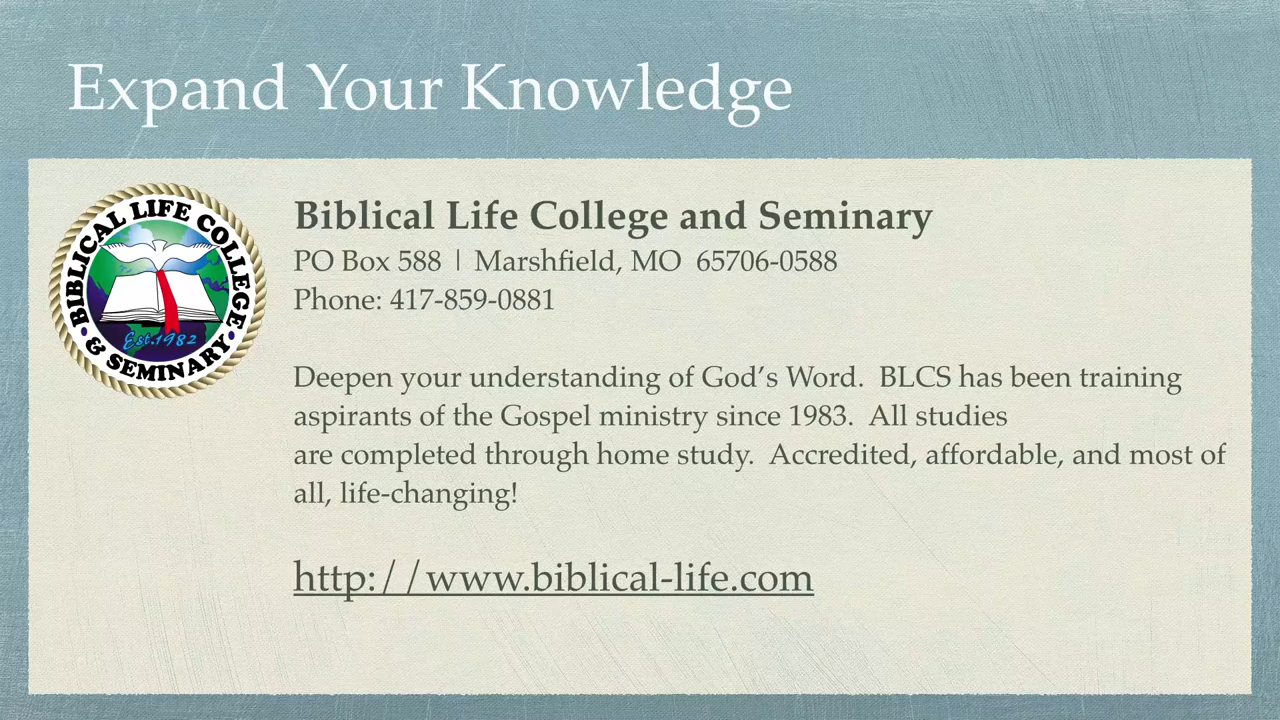 Expand Your Knowledge
BIBLICAL LIFE COLLEGE
& SEMINARY
Est.1982
Biblical Life College and Seminary
PO Box 588 | Marshfield, MO 65706-0588
Phone: 417-859-0881
Deepen your understanding of God’s Word. BLCS has been training
aspirants of the Gospel ministry since 1983. All studies
are completed through home study. Accredited, affordable, and most of
all, life-changing!
http://www.biblical-life.com